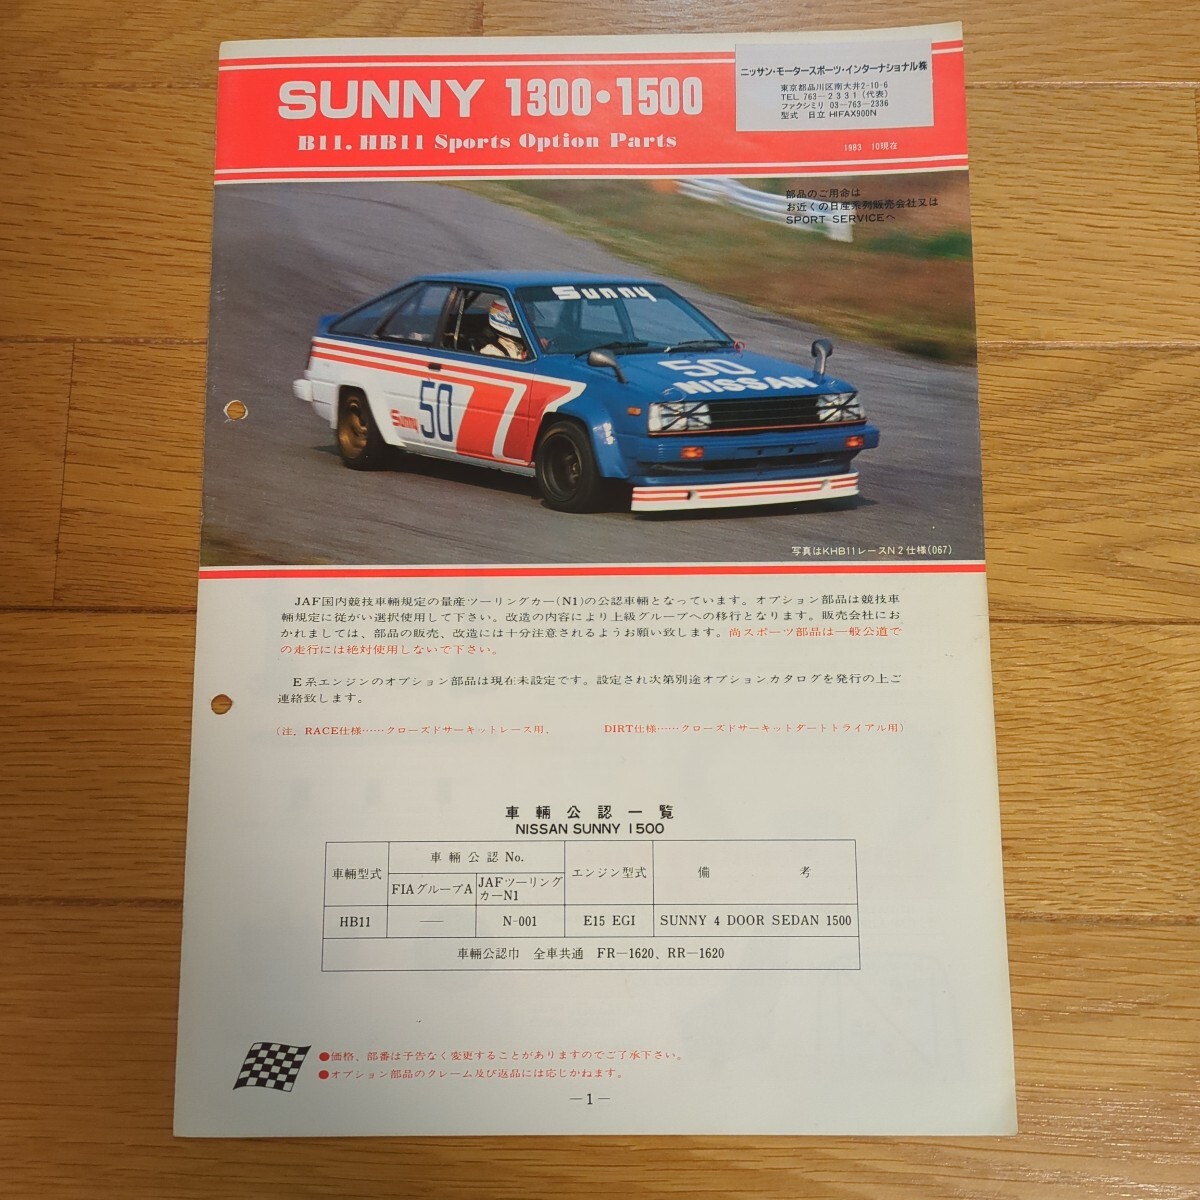 SUNNY 1300・1500
B11. HB11 Sports Option Parts
ニッサン・モータースポーツ・インターナショナル株
東京都品川区南大井2-10-6
TEL. 763-2331(代表)
ファクシミリ 03-763-2336
型式 日立 HIFAX900N
1983 10現在
部品のご用命は
お近くの日産系列販売会社又は
SPORT SERVICEへ
Sunny
50
NISSAN
Sunny
50
写真はKHB11レースN2仕様(067)
JAF国内競技車輌規定の量産ツーリングカー(N1)の公認車輌となっています。オプション部品は競技車
輌規定に従がい選択使用して下さい。改造の内容により上級グループへの移行となります。販売会社にお
かれましては、部品の販売、改造には十分注意されるようお願い致します。尚スポーツ部品は一般公道で
の走行には絶対使用しないで下さい。
E系エンジンのオプション部品は現在未設定です。設定され次第別途オプションカタログを発行の上ご
連絡致します。
(注、RACE仕様……クローズドサーキットレース用、 DIRT仕様……クローズドサーキットダートトライアル用)
車輌公認一覧
NISSAN SUNNY 1500
車輌型式 車輌公認No. エンジン型式 備考
FIAグループA JAFツーリング
カーN1
HB11 — N-001 E15 EGI SUNNY 4 DOOR SEDAN 1500
車輌公認巾 全車共通 FR—1620、RR—1620
●価格、部番は予告なく変更することがありますのでご了承下さい。
●オプション部品のクレーム及び返品には応じかねます。
—1—